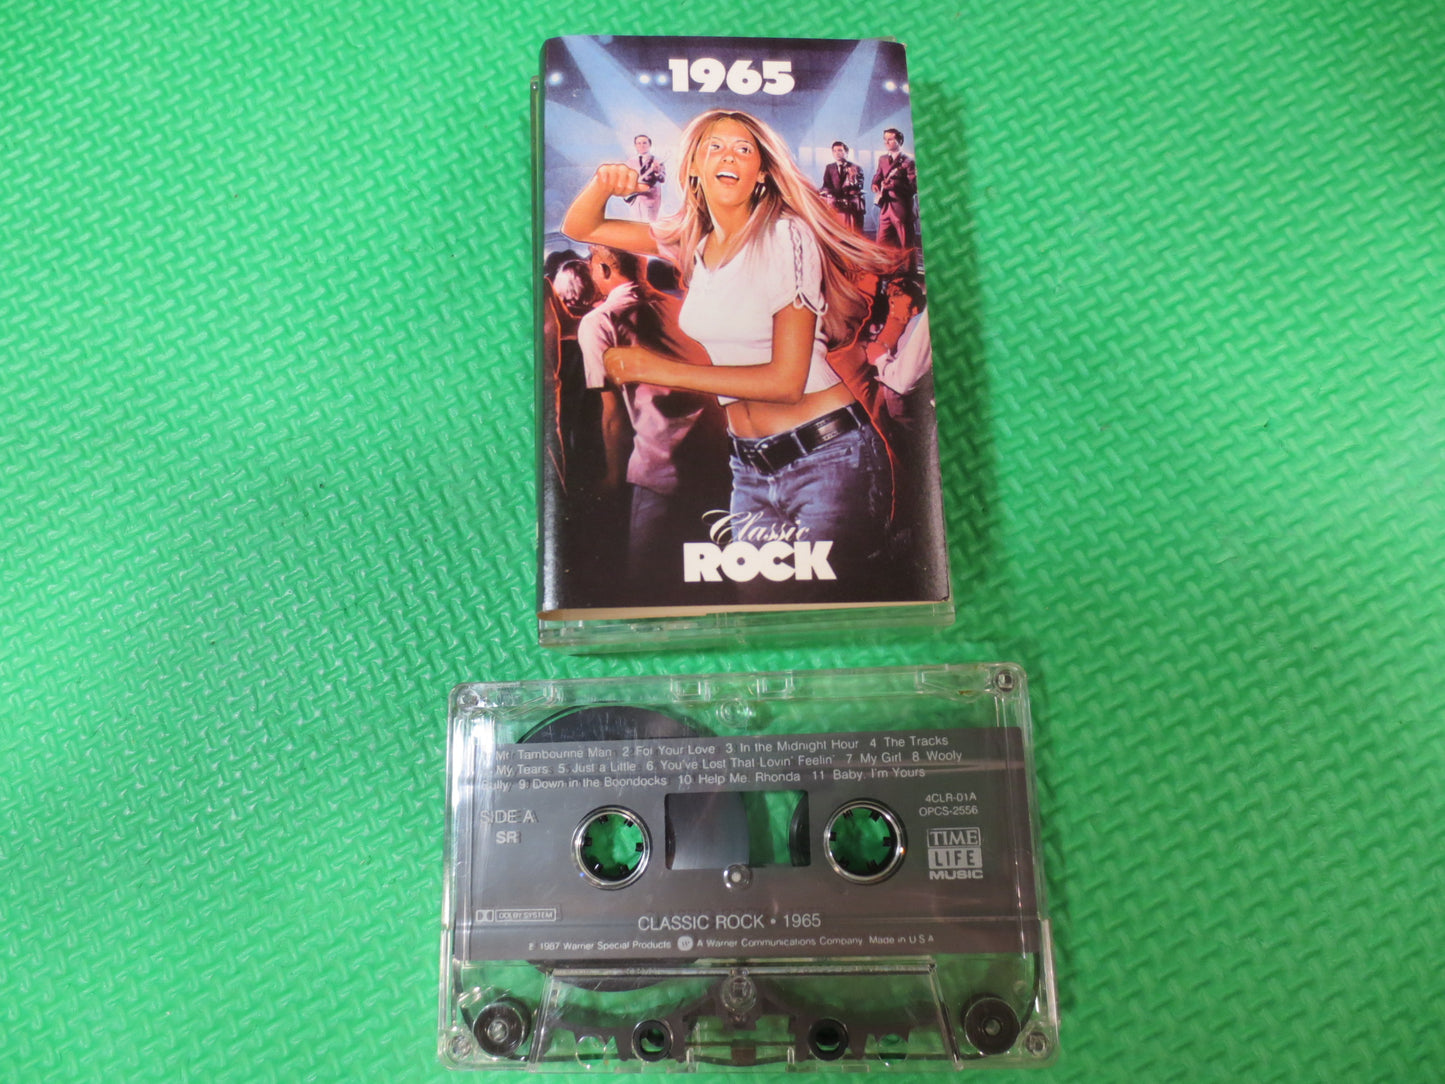 1965
Classic
ROCK
Mr Tambourine Man 2 For Your Love 3 In the Midnight Hour 4 The Tracks
My Tears 5 Just a Little 6 You've Lost That Lovin' Feelin' 7 My Girl 8 Wooly
Bully 9 Down in the Boondocks 10 Help Me, Rhonda 11 Baby, I'm Yours
4CLR-01A
OPCS-2556
SIDE A
SR
TIME
LIFE
MUSIC
DOLBY SYSTEM
CLASSIC ROCK • 1965
℗ 1987 Warner Special Products A Warner Communications Company Made in U S A